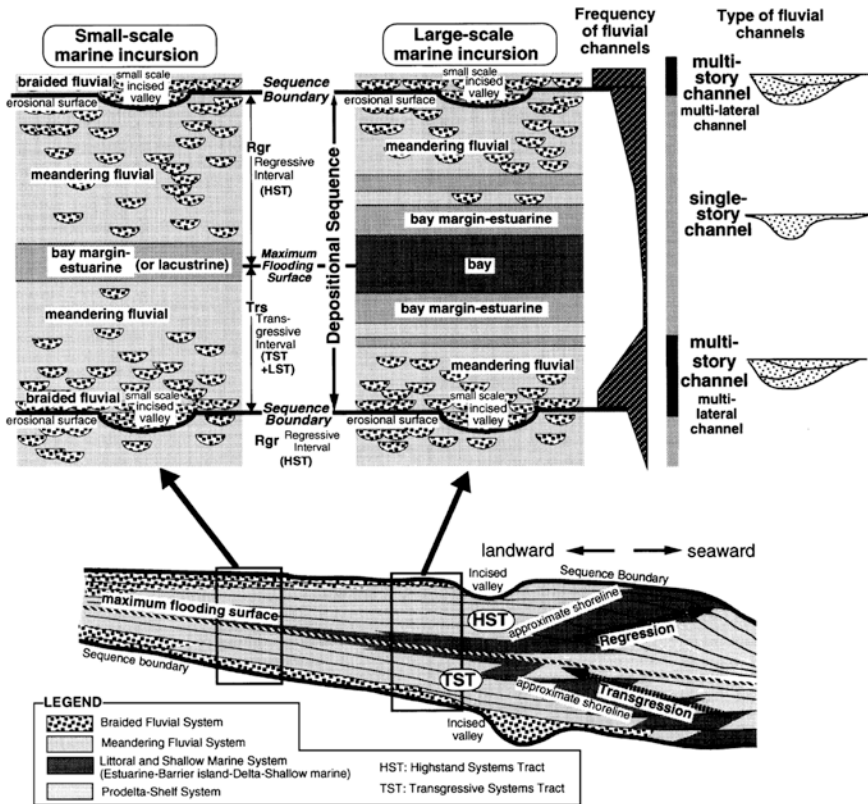 Small-scale
marine incursion
Large-scale
marine incursion
Frequency
of fluvial
channels
Type of fluvial
channels
braided fluvial
small scale
incised
valley
erosional surface
meandering fluvial
bay margin-
estuarine
(or lacustrine)
meandering fluvial
braided fluvial
small scale
incised
valley
erosional surface
Sequence
Boundary
Rgr
Regressive
Interval
(HST)
Maximum
Flooding
Surface
Trs
Trans-
gressive
Interval
(TST
+LST)
Sequence
Boundary
Rgr
Regressive
Interval
(HST)
Depositional Sequence
small scale
incised
valley
erosional surface
meandering fluvial
bay margin-estuarine
bay
bay margin-estuarine
meandering fluvial
small scale
incised
valley
erosional surface
multi-
story
channel
multi-lateral
channel
single-
story
channel
multi-
story
channel
multi-
lateral
channel
landward
seaward
Incised
valley
Sequence Boundary
maximum flooding surface
HST
approximate shoreline
Regression
Sequence boundary
TST
approximate shoreline
Transgression
Incised
valley
LEGEND
Braided Fluvial System
Meandering Fluvial System
Littoral and Shallow Marine System
(Estuarine-Barrier island-Delta-Shallow marine)
Prodelta-Shelf System
HST: Highstand Systems Tract
TST: Transgressive Systems Tract